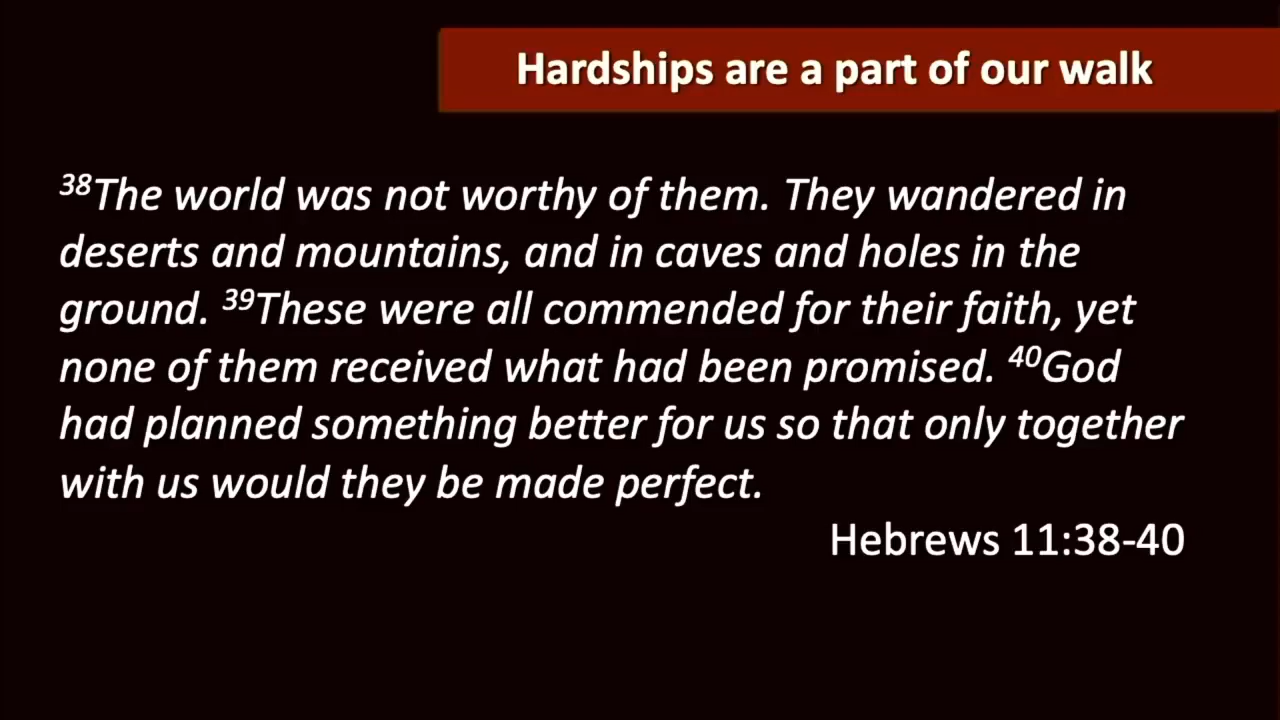 Hardships are a part of our walk
³⁸The world was not worthy of them. They wandered in
deserts and mountains, and in caves and holes in the
ground. ³⁹These were all commended for their faith, yet
none of them received what had been promised. ⁴⁰God
had planned something better for us so that only together
with us would they be made perfect.
Hebrews 11:38-40